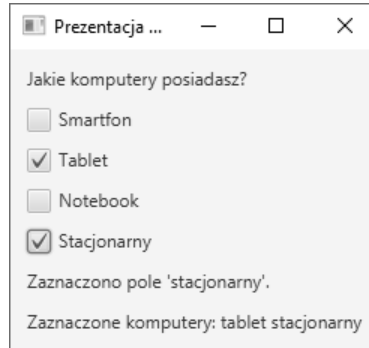 Prezentacja ...
Jakie komputery posiadasz?
Smartfon
Tablet
Notebook
Stacjonarny
Zaznaczono pole 'stacjonarny'.
Zaznaczone komputery: tablet stacjonarny